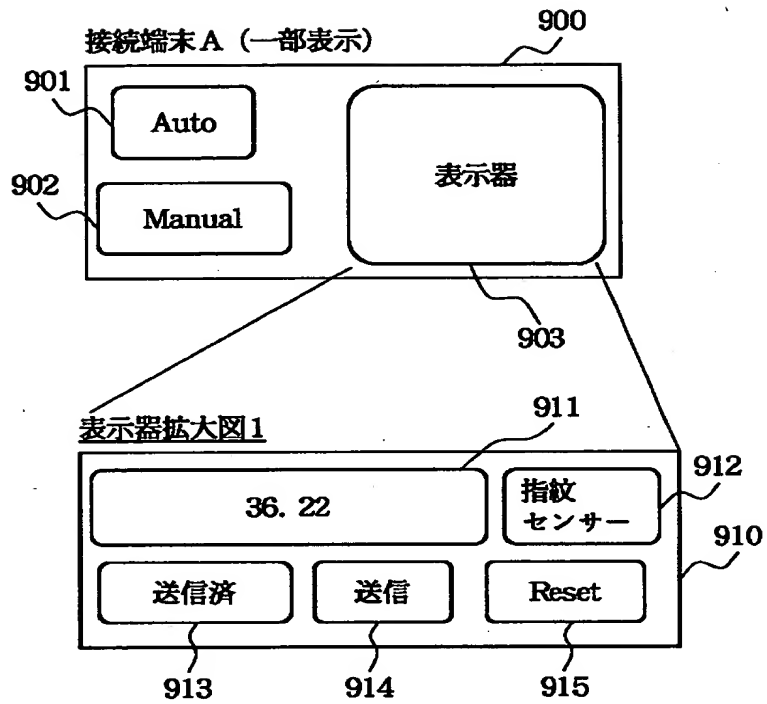 接続端末A（一部表示）
900
901
Auto
902
Manual
表示器
903
表示器拡大図1
911
36. 22
指紋
センサー
912
910
送信済
送信
Reset
913
914
915